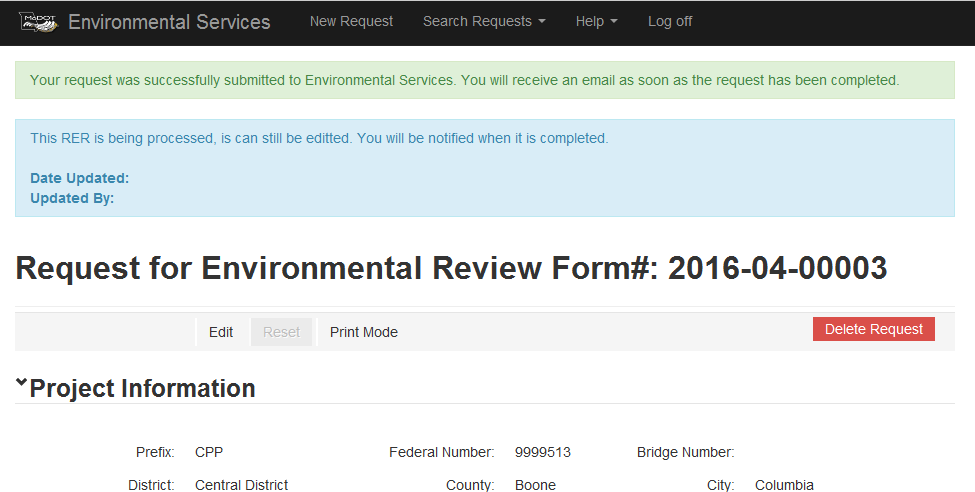 MoDOT Environmental Services New Request Search Requests Help Log off
Your request was successfully submitted to Environmental Services. You will receive an email as soon as the request has been completed.
This RER is being processed, is can still be editted. You will be notified when it is completed.
Date Updated:
Updated By:
Request for Environmental Review Form#: 2016-04-00003
Edit Reset Print Mode Delete Request
Project Information
Prefix: CPP Federal Number: 9999513 Bridge Number:
District: Central District County: Boone City: Columbia